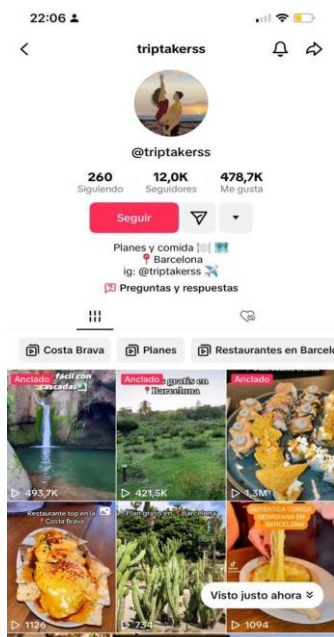 22:06
triptakerss
@triptakerss
260
Siguiendo
12,0K
Seguidores
478,7K
Me gusta
Seguir
Planes y comida
Barcelona
ig: @triptakerss
Preguntas y respuestas
Costa Brava
Planes
Restaurantes en Barcel
Anclado
fácil con
cascadas
493,7K
Anclado
gratis en
Barcelona
421,5K
Anclado
1,3M
Restaurante top en la
Costa Brava
1126
Plan gratis en Barcelona
734
AUTÉNTICA COMIDA
GEORGIANA EN
BARCELONA
1094
Visto justo ahora